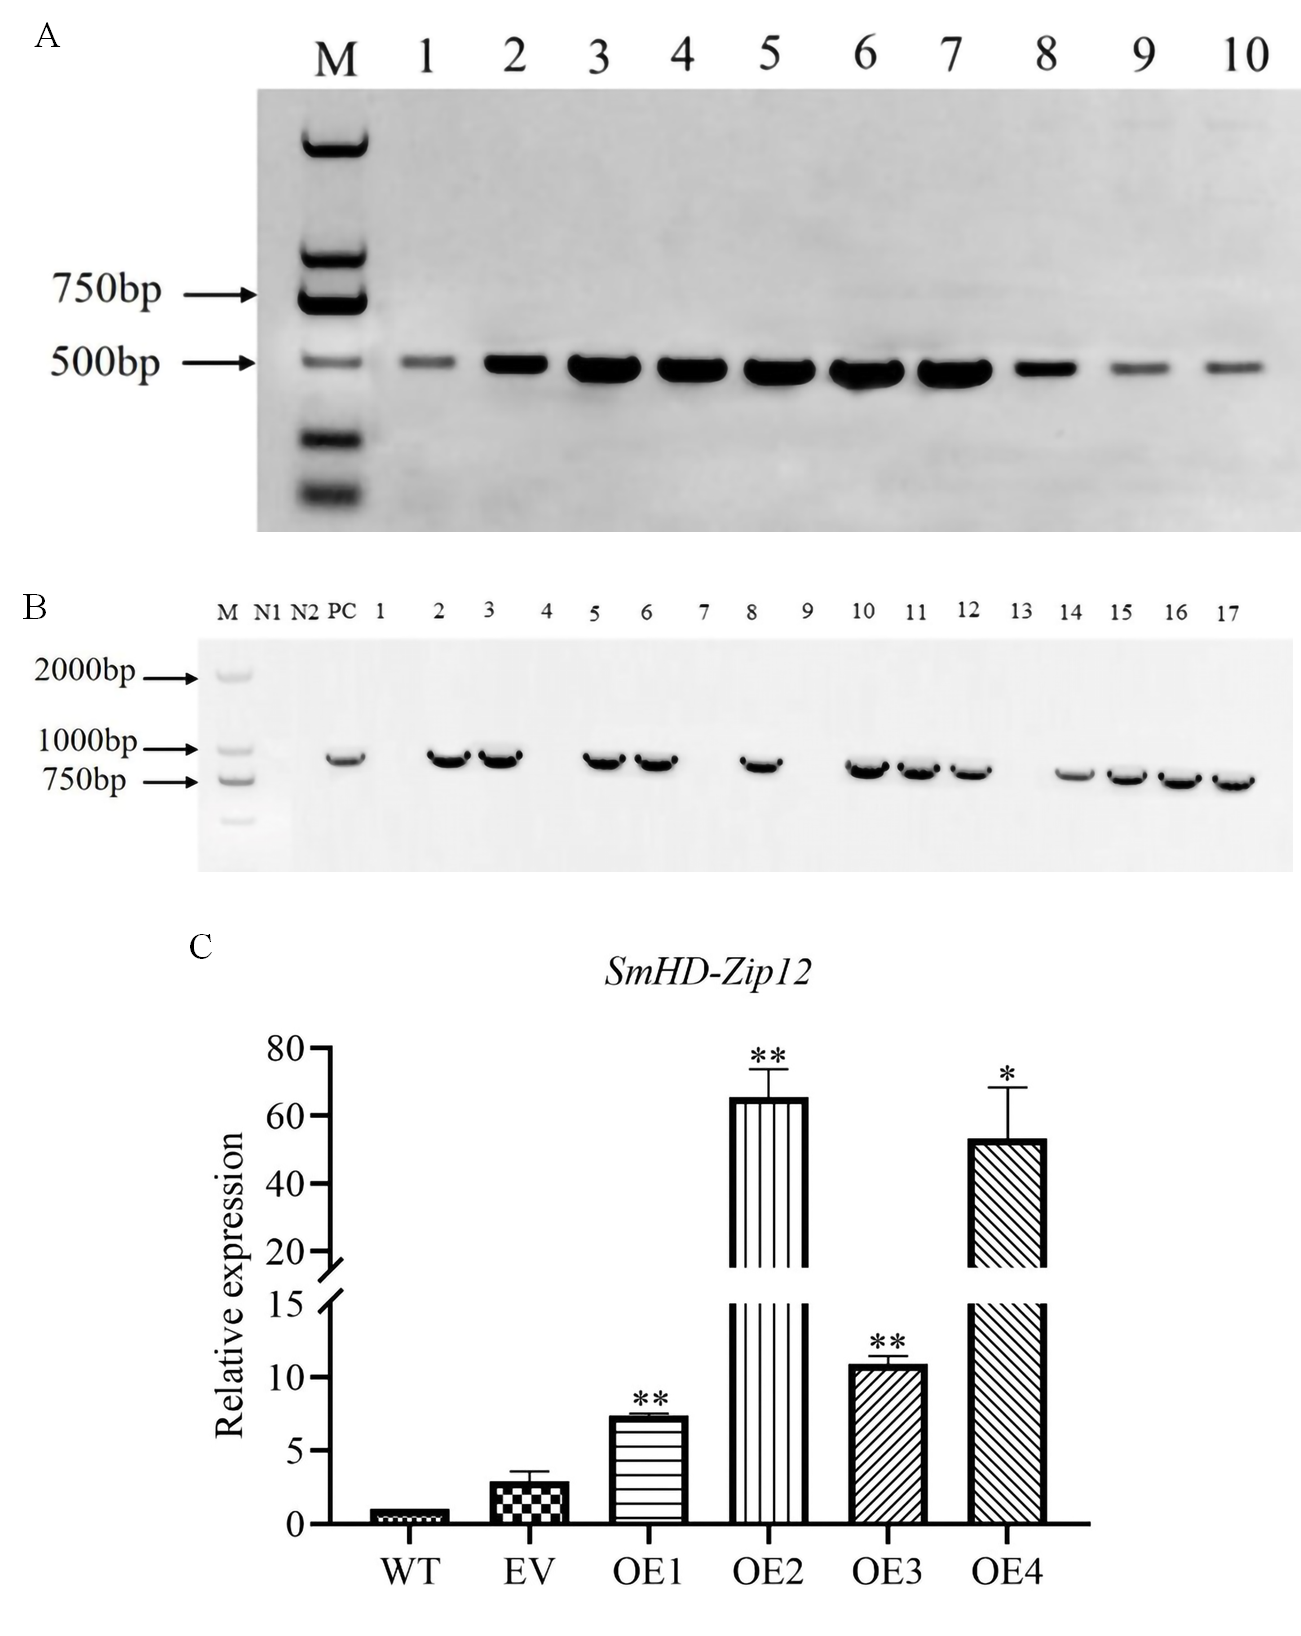 A
M 1 2 3 4 5 6 7 8 9 10
750bp
500bp
B
M N1 N2 PC 1 2 3 4 5 6 7 8 9 10 11 12 13 14 15 16 17
2000bp
1000bp
750bp
C
SmHD-Zip12
Relative expression
80
60
40
20
15
10
5
0
** ** ** *
WT EV OE1 OE2 OE3 OE4